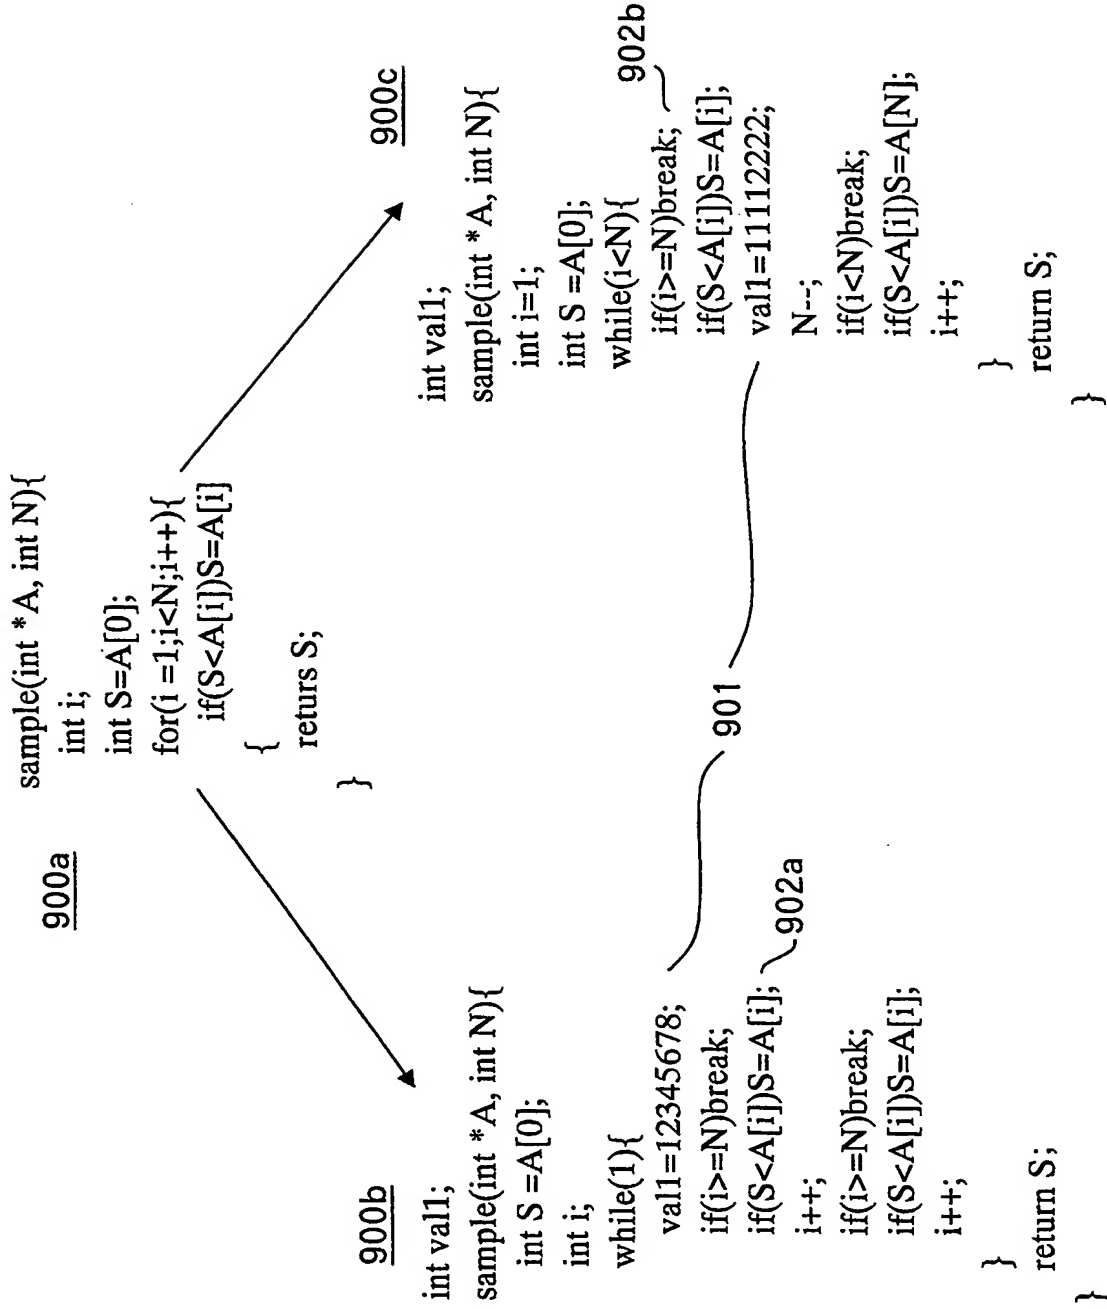 900a
sample(int *A, int N){
int i;
int S=A[0];
for(i =1;i<N;i++){
if(S<A[i])S=A[i]
{
returs S;
}
900b
int val1;
sample(int *A, int N){
int S =A[0];
int i;
while(1){
val1=12345678;
if(i>=N)break;
if(S<A[i])S=A[i];
i++;
if(i>=N)break;
if(S<A[i])S=A[i];
i++;
}
return S;
}
902a
901
900c
int val1;
sample(int *A, int N){
int i=1;
int S =A[0];
while(i<N){
if(i>=N)break;
if(S<A[i])S=A[i];
val1=11112222;
N--;
if(i<N)break;
if(S<A[i])S=A[N];
i++;
}
return S;
}
902b